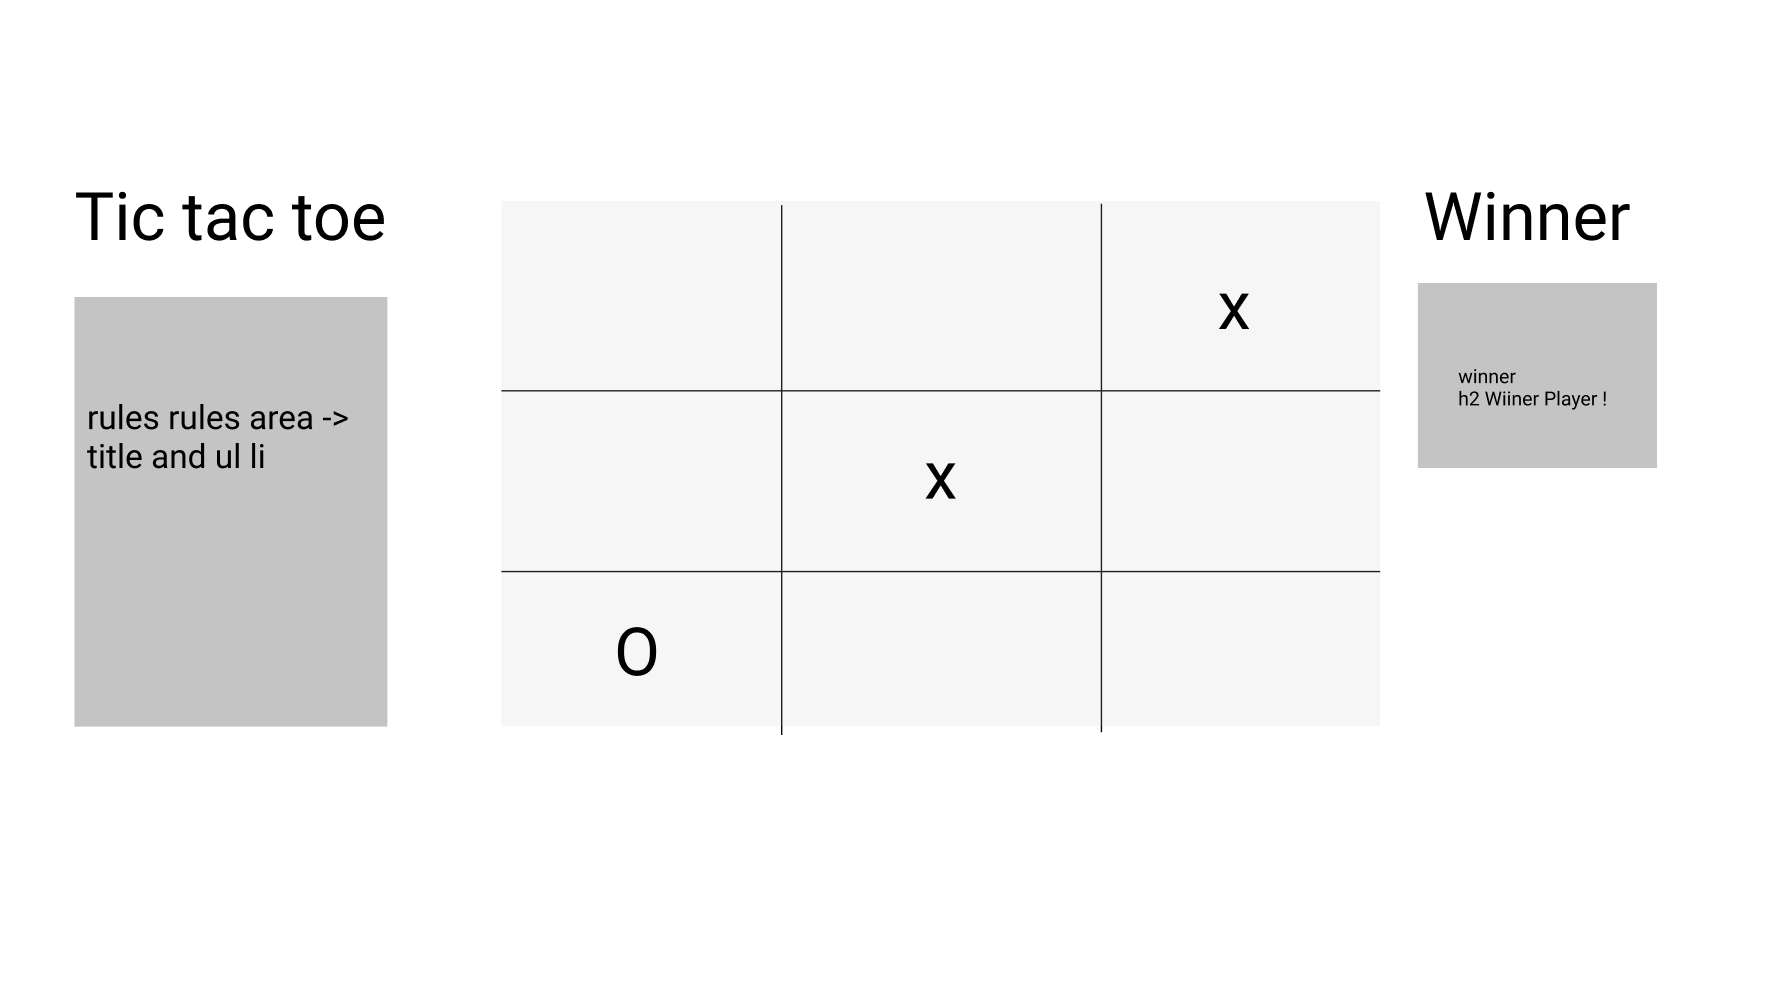 Tic tac toe
rules rules area ->
title and ul li
x
x
O
Winner
winner
h2 Wiiner Player !